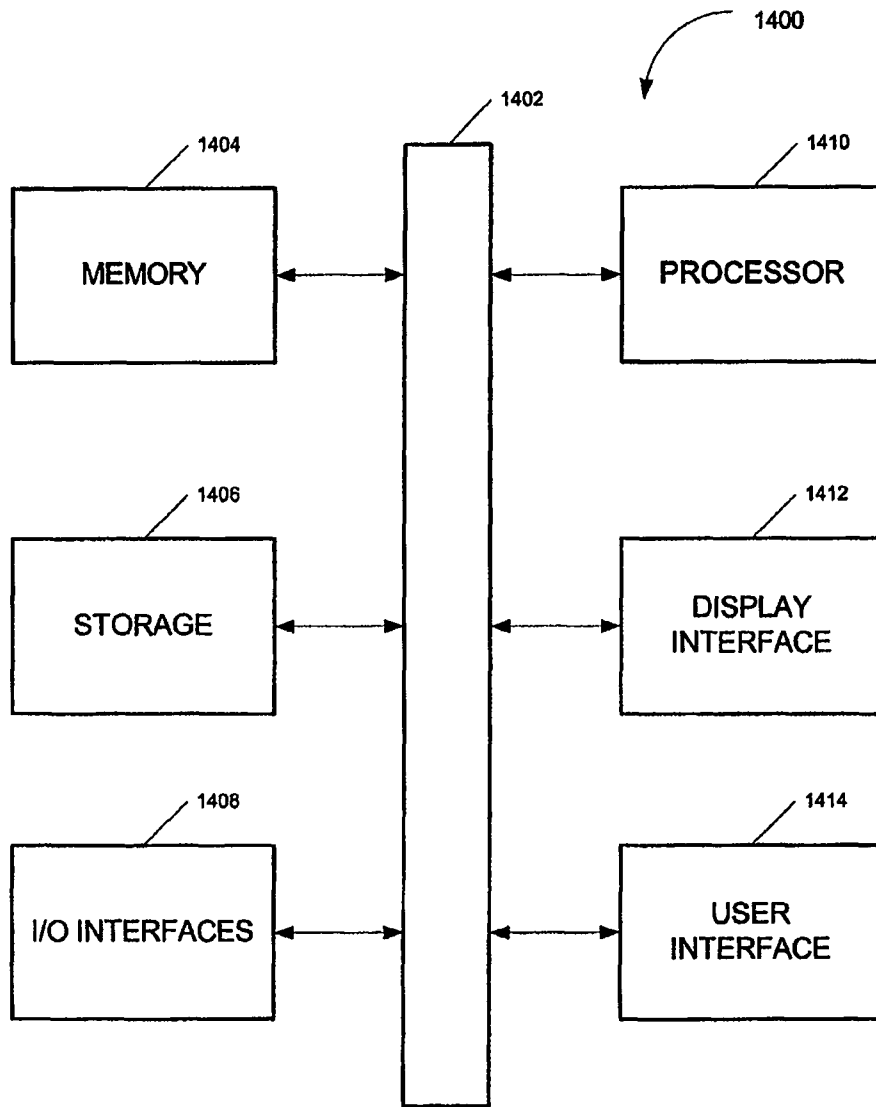 1400
1402
1404
1410
MEMORY
PROCESSOR
1406
1412
STORAGE
DISPLAY
INTERFACE
1408
1414
I/O INTERFACES
USER
INTERFACE